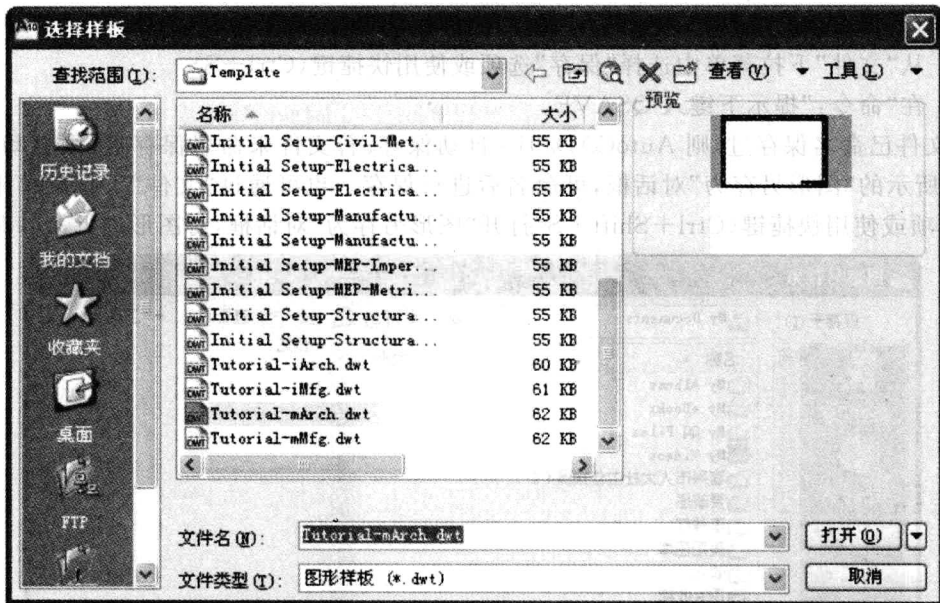 选择样板
查找范围(I): Template 查看(V) 工具(L)
历史记录
我的文档
收藏夹
桌面
FTP
名称 大小
Initial Setup-Civil-Met... 55 KB
Initial Setup-Electrica... 55 KB
Initial Setup-Electrica... 55 KB
Initial Setup-Manufactu... 55 KB
Initial Setup-Manufactu... 55 KB
Initial Setup-MEP-Imper... 55 KB
Initial Setup-MEP-Metri... 55 KB
Initial Setup-Structura... 55 KB
Initial Setup-Structura... 55 KB
Tutorial-iArch.dwt 60 KB
Tutorial-iMfg.dwt 61 KB
Tutorial-mArch.dwt 62 KB
Tutorial-mMfg.dwt 62 KB
预览
文件名(N): Tutorial-mArch.dwt 打开(O)
文件类型(T): 图形样板 (*.dwt) 取消